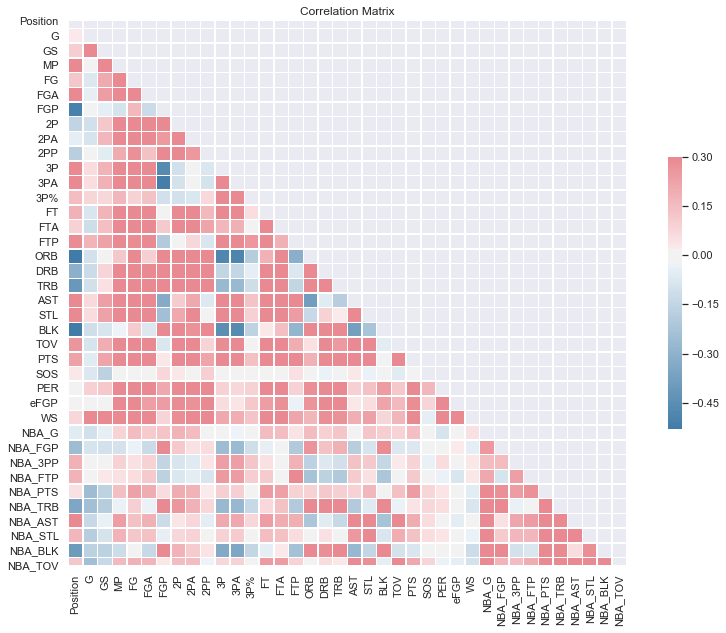 Correlation Matrix
Position
G
GS
MP
FG
FGA
FGP
2P
2PA
2PP
3P
3PA
3P%
FT
FTA
FTP
ORB
DRB
TRB
AST
STL
BLK
TOV
PTS
SOS
PER
eFGP
WS
NBA_G
NBA_FGP
NBA_3PP
NBA_FTP
NBA_PTS
NBA_TRB
NBA_AST
NBA_STL
NBA_BLK
NBA_TOV
0.30
0.15
0.00
−0.15
−0.30
−0.45
Position
G
GS
MP
FG
FGA
FGP
2P
2PA
2PP
3P
3PA
3P%
FT
FTA
FTP
ORB
DRB
TRB
AST
STL
BLK
TOV
PTS
SOS
PER
eFGP
WS
NBA_G
NBA_FGP
NBA_3PP
NBA_FTP
NBA_PTS
NBA_TRB
NBA_AST
NBA_STL
NBA_BLK
NBA_TOV